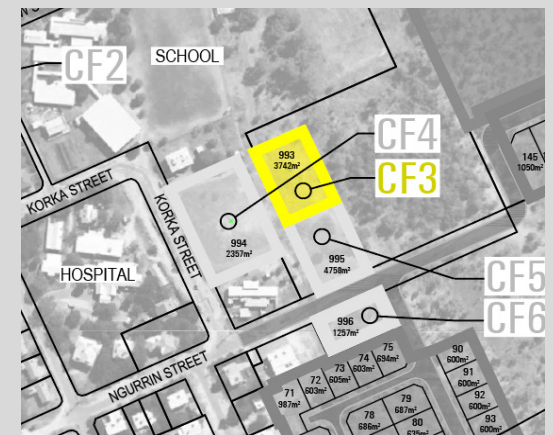 SCHOOL
CF2
CF4
993
3742m²
CF3
145
1050m²
KORKA STREET
KORKA STREET
994
2357m²
995
4758m²
HOSPITAL
CF5
CF6
996
1257m²
NGURRIN STREET
75
694m²
74
603m²
73
605m²
72
603m²
71
987m²
90
600m²
91
600m²
92
600m²
93
600m²
79
687m²
78
686m²
80
635m²